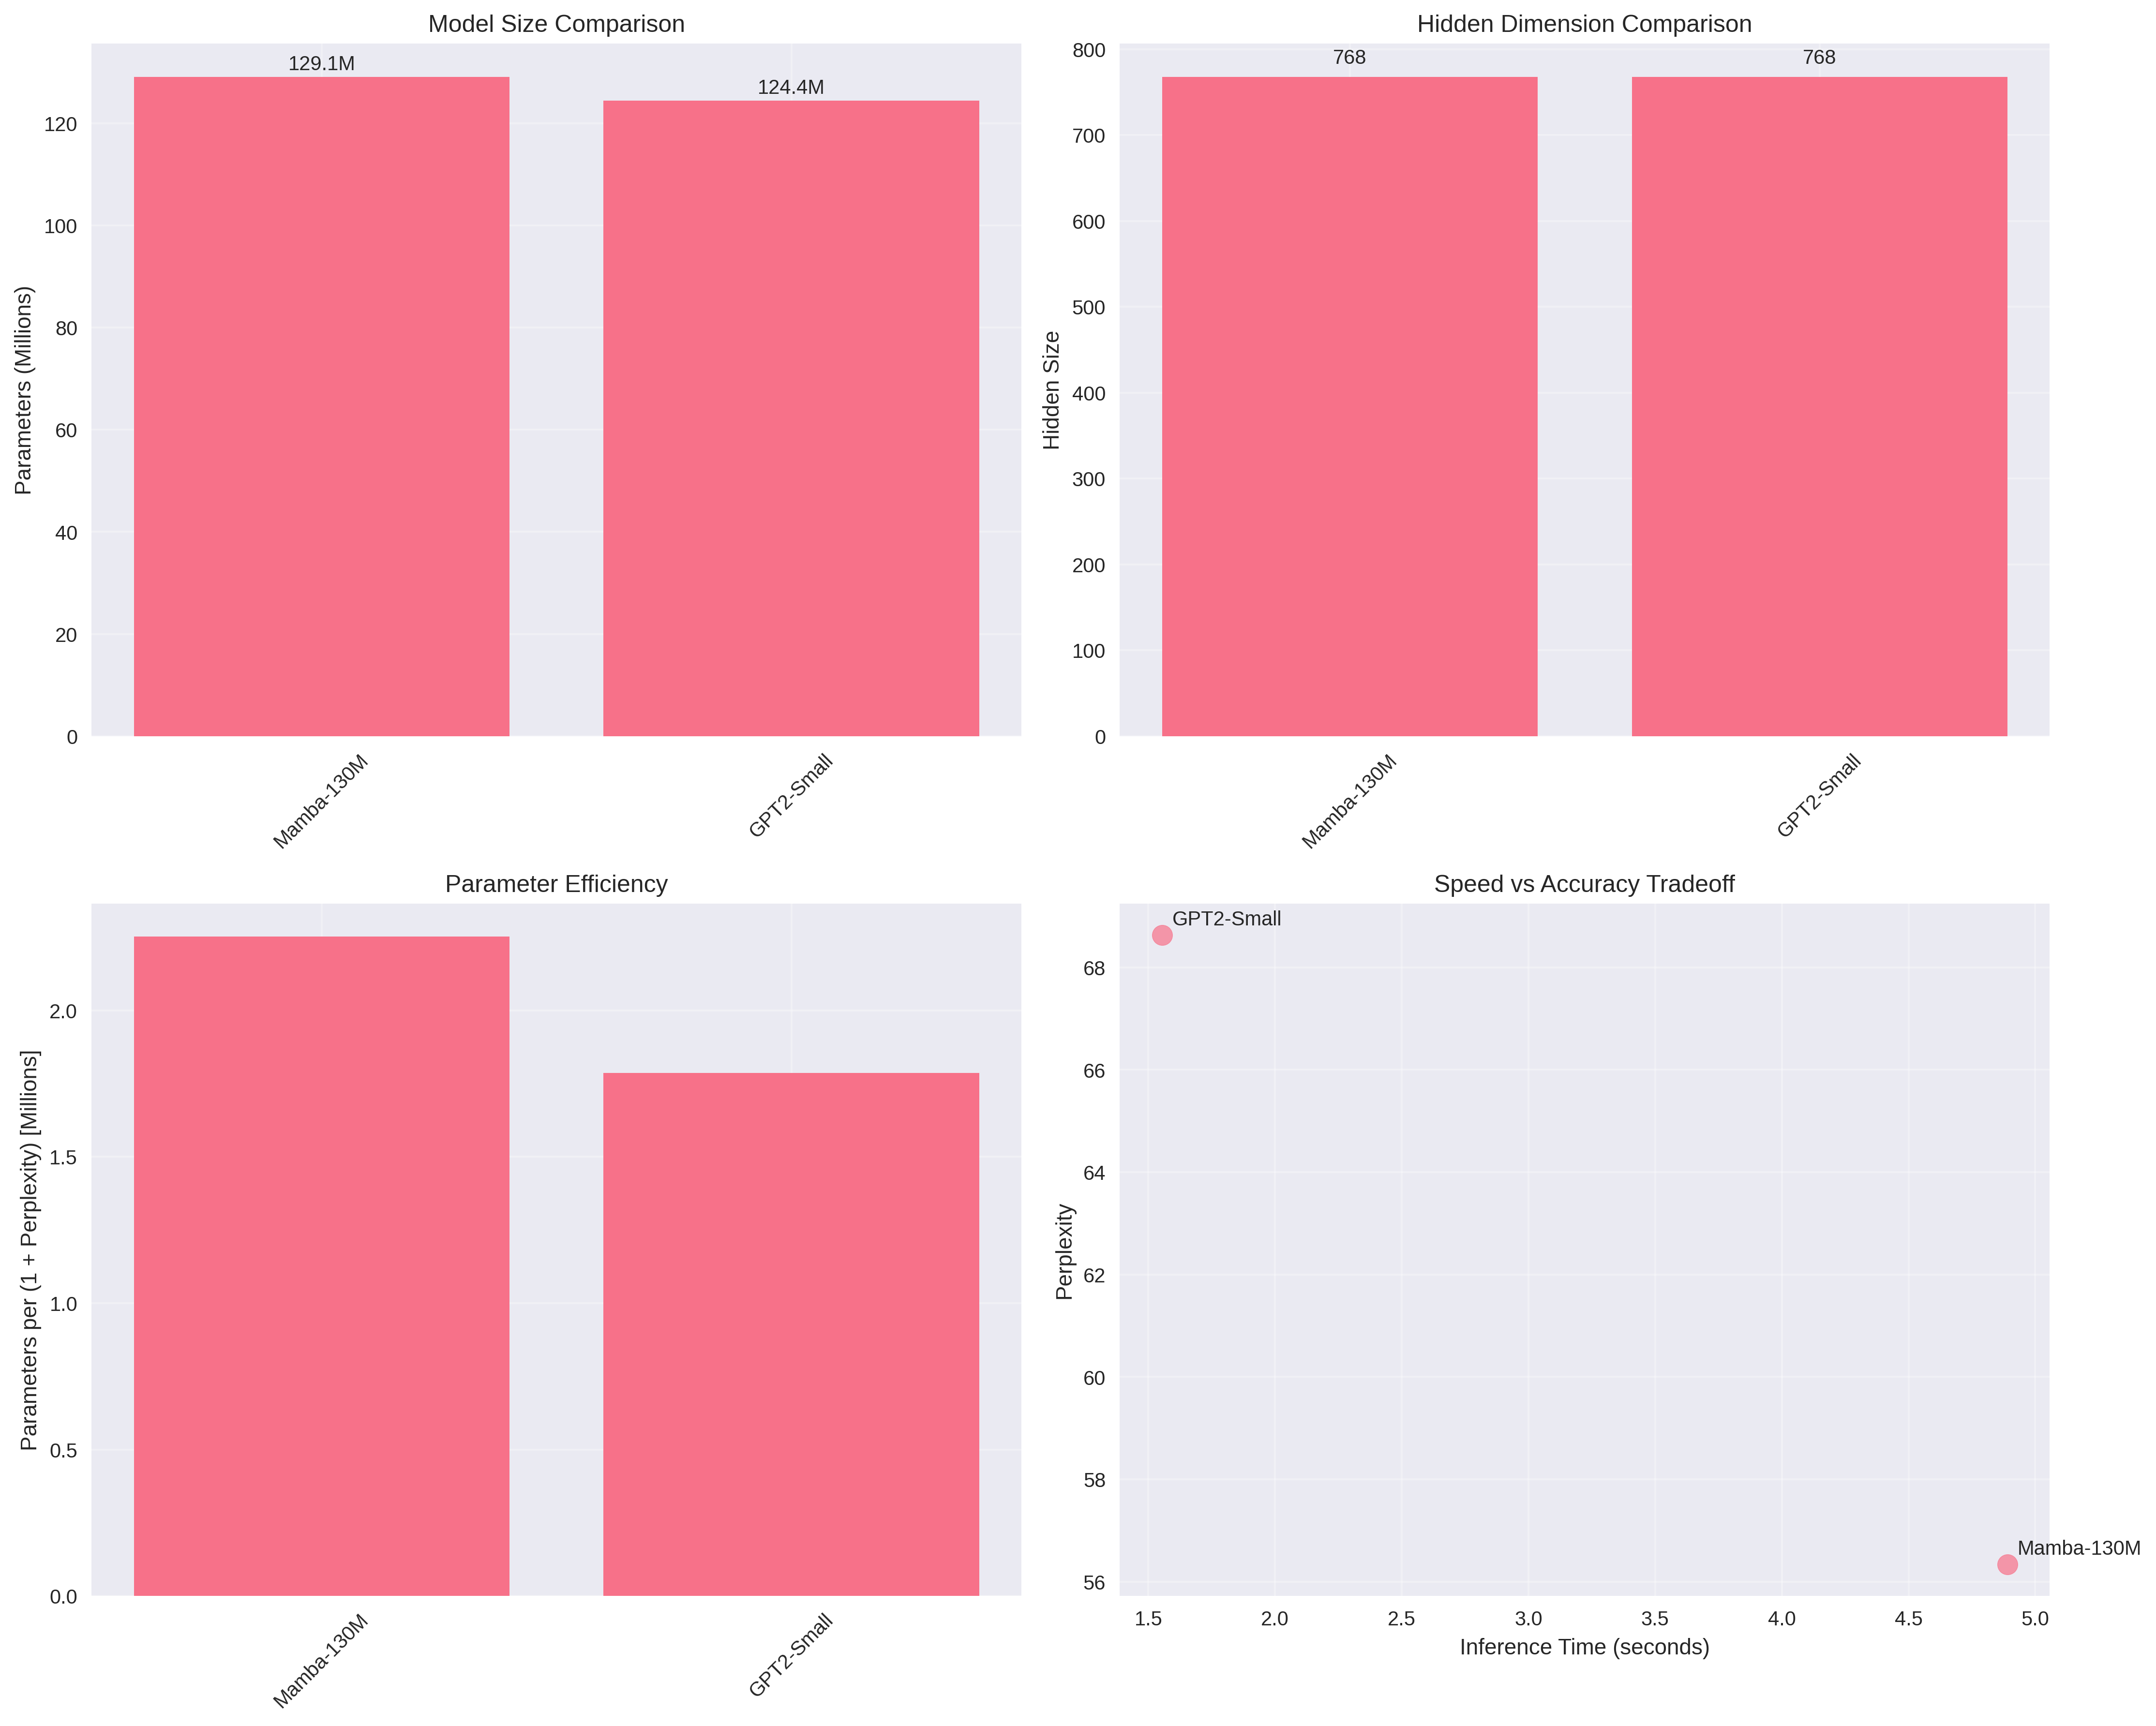 Model Size Comparison
Parameters (Millions)
120
100
80
60
40
20
0
129.1M
124.4M
Mamba-130M
GPT2-Small
Hidden Dimension Comparison
Hidden Size
800
700
600
500
400
300
200
100
0
768
768
Mamba-130M
GPT2-Small
Parameter Efficiency
Parameters per (1 + Perplexity) [Millions]
2.0
1.5
1.0
0.5
0.0
Mamba-130M
GPT2-Small
Speed vs Accuracy Tradeoff
Perplexity
68
66
64
62
60
58
56
GPT2-Small
Mamba-130M
1.5 2.0 2.5 3.0 3.5 4.0 4.5 5.0
Inference Time (seconds)